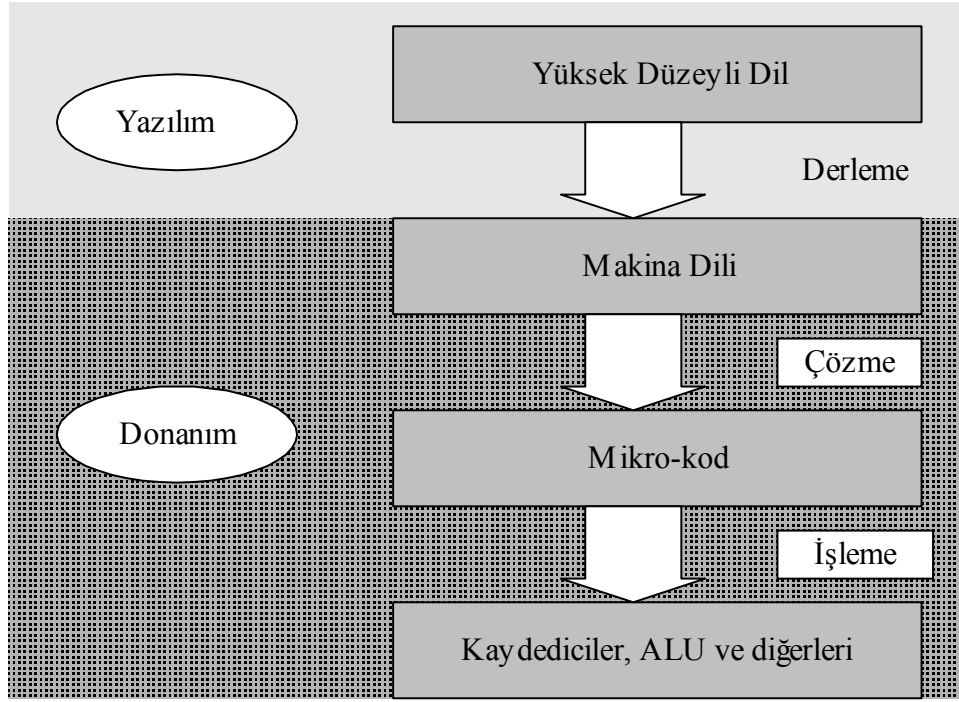 Yüksek Düzeyli Dil
Yazılım
Derleme
Makina Dili
Çözme
Donanım
Mikro-kod
İşleme
Kaydediciler, ALU ve diğerleri